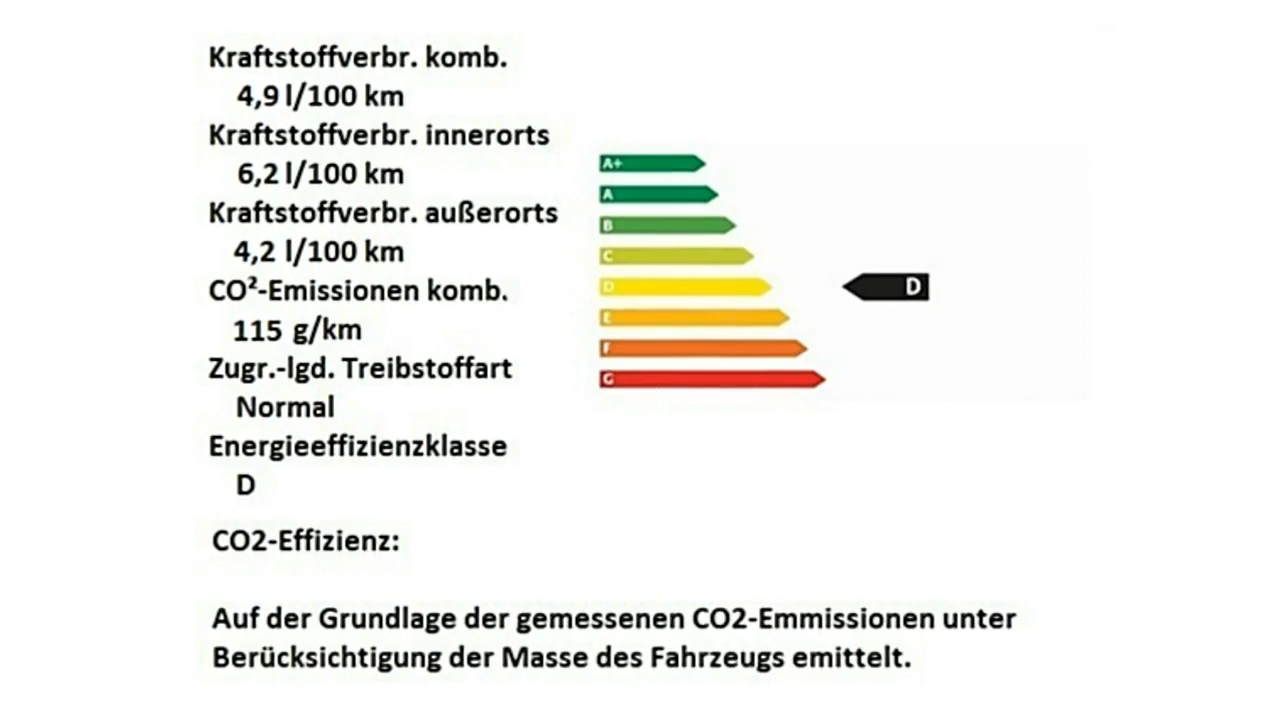 Kraftstoffverbr. komb.
4,9 l/100 km
Kraftstoffverbr. innerorts
6,2 l/100 km
Kraftstoffverbr. außerorts
4,2 l/100 km
CO²-Emissionen komb.
115 g/km
Zugr.-lgd. Treibstoffart
Normal
Energieeffizienzklasse
D
A+
A
B
C
D
E
F
G
D
CO2-Effizienz:
Auf der Grundlage der gemessenen CO2-Emmissionen unter
Berücksichtigung der Masse des Fahrzeugs emittelt.